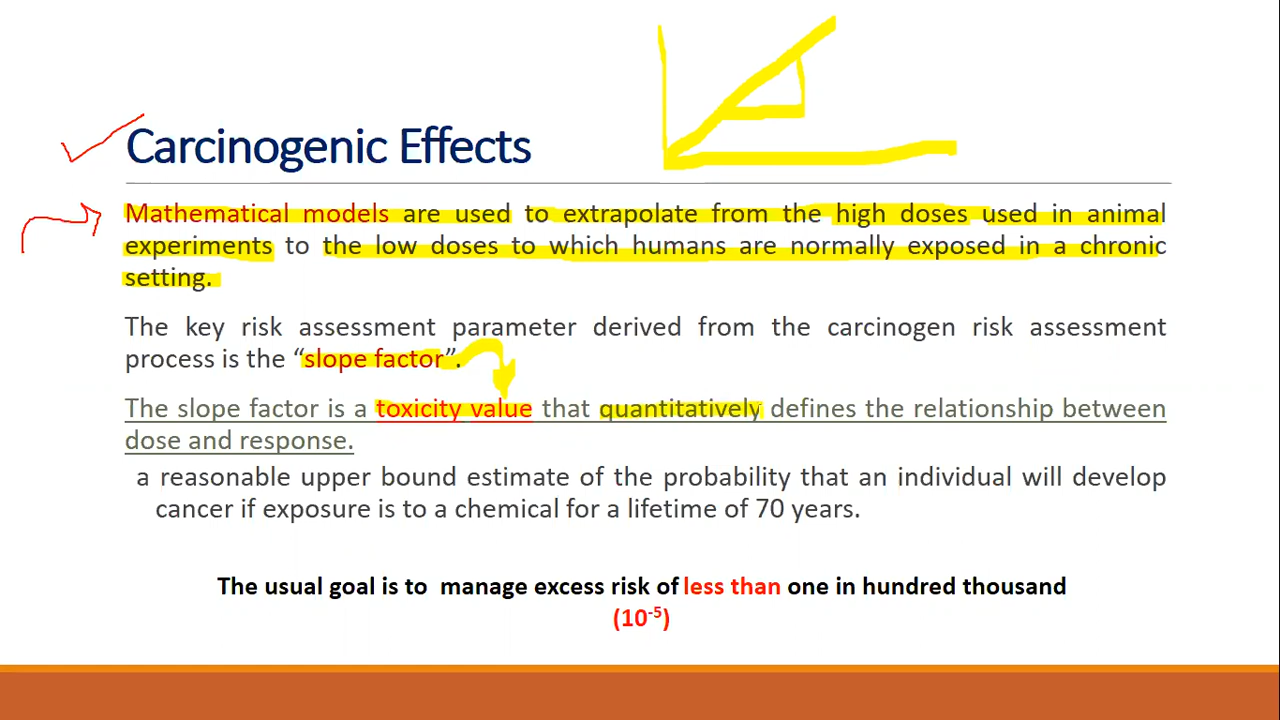 Carcinogenic Effects
Mathematical models are used to extrapolate from the high doses used in animal
experiments to the low doses to which humans are normally exposed in a chronic
setting.
The key risk assessment parameter derived from the carcinogen risk assessment
process is the “slope factor”.
The slope factor is a toxicity value that quantitatively defines the relationship between
dose and response.
a reasonable upper bound estimate of the probability that an individual will develop
cancer if exposure is to a chemical for a lifetime of 70 years.
The usual goal is to manage excess risk of less than one in hundred thousand
(10⁻⁵)